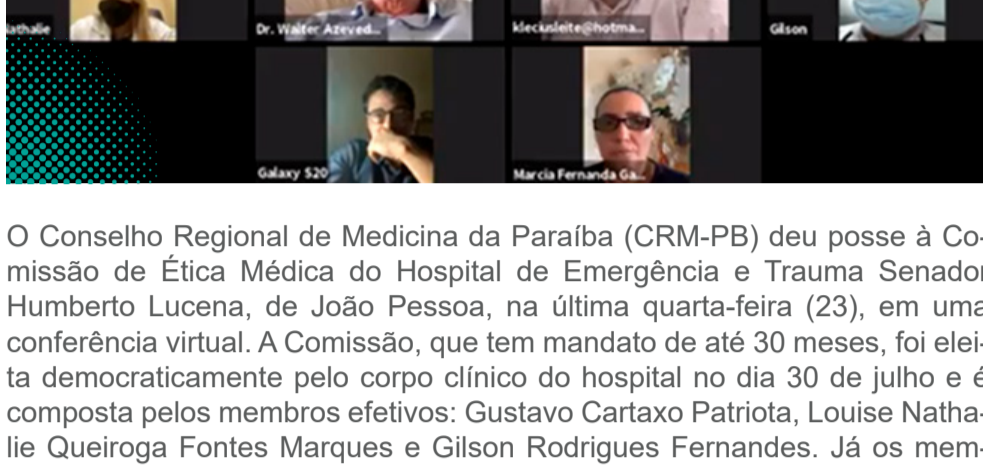 athalie
Dr. Walter Azeved...
kleciusleite@hotma...
Gilson
Galaxy S20
Marcia Fernanda Ga...
O Conselho Regional de Medicina da Paraíba (CRM-PB) deu posse à Co-
missão de Ética Médica do Hospital de Emergência e Trauma Senador
Humberto Lucena, de João Pessoa, na última quarta-feira (23), em uma
conferência virtual. A Comissão, que tem mandato de até 30 meses, foi elei-
ta democraticamente pelo corpo clínico do hospital no dia 30 de julho e é
composta pelos membros efetivos: Gustavo Cartaxo Patriota, Louise Natha-
lie Queiroga Fontes Marques e Gilson Rodrigues Fernandes. Já os mem-